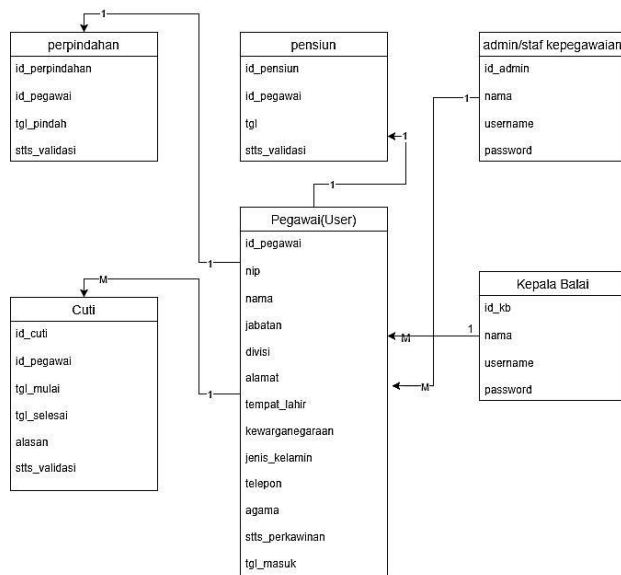 perpindahan
id_perpindahan
id_pegawai
tgl_pindah
stts_validasi
pensiun
id_pensiun
id_pegawai
tgl
stts_validasi
admin/staf kepegawaian
id_admin
nama
username
password
Pegawai(User)
id_pegawai
nip
nama
jabatan
divisi
alamat
tempat_lahir
kewarganegaraan
jenis_kelamin
telepon
agama
stts_perkawinan
tgl_masuk
Cuti
id_cuti
id_pegawai
tgl_mulai
tgl_selesai
alasan
stts_validasi
Kepala Balai
id_kb
nama
username
password
1
1
1
1
M
1
1
M
1
M